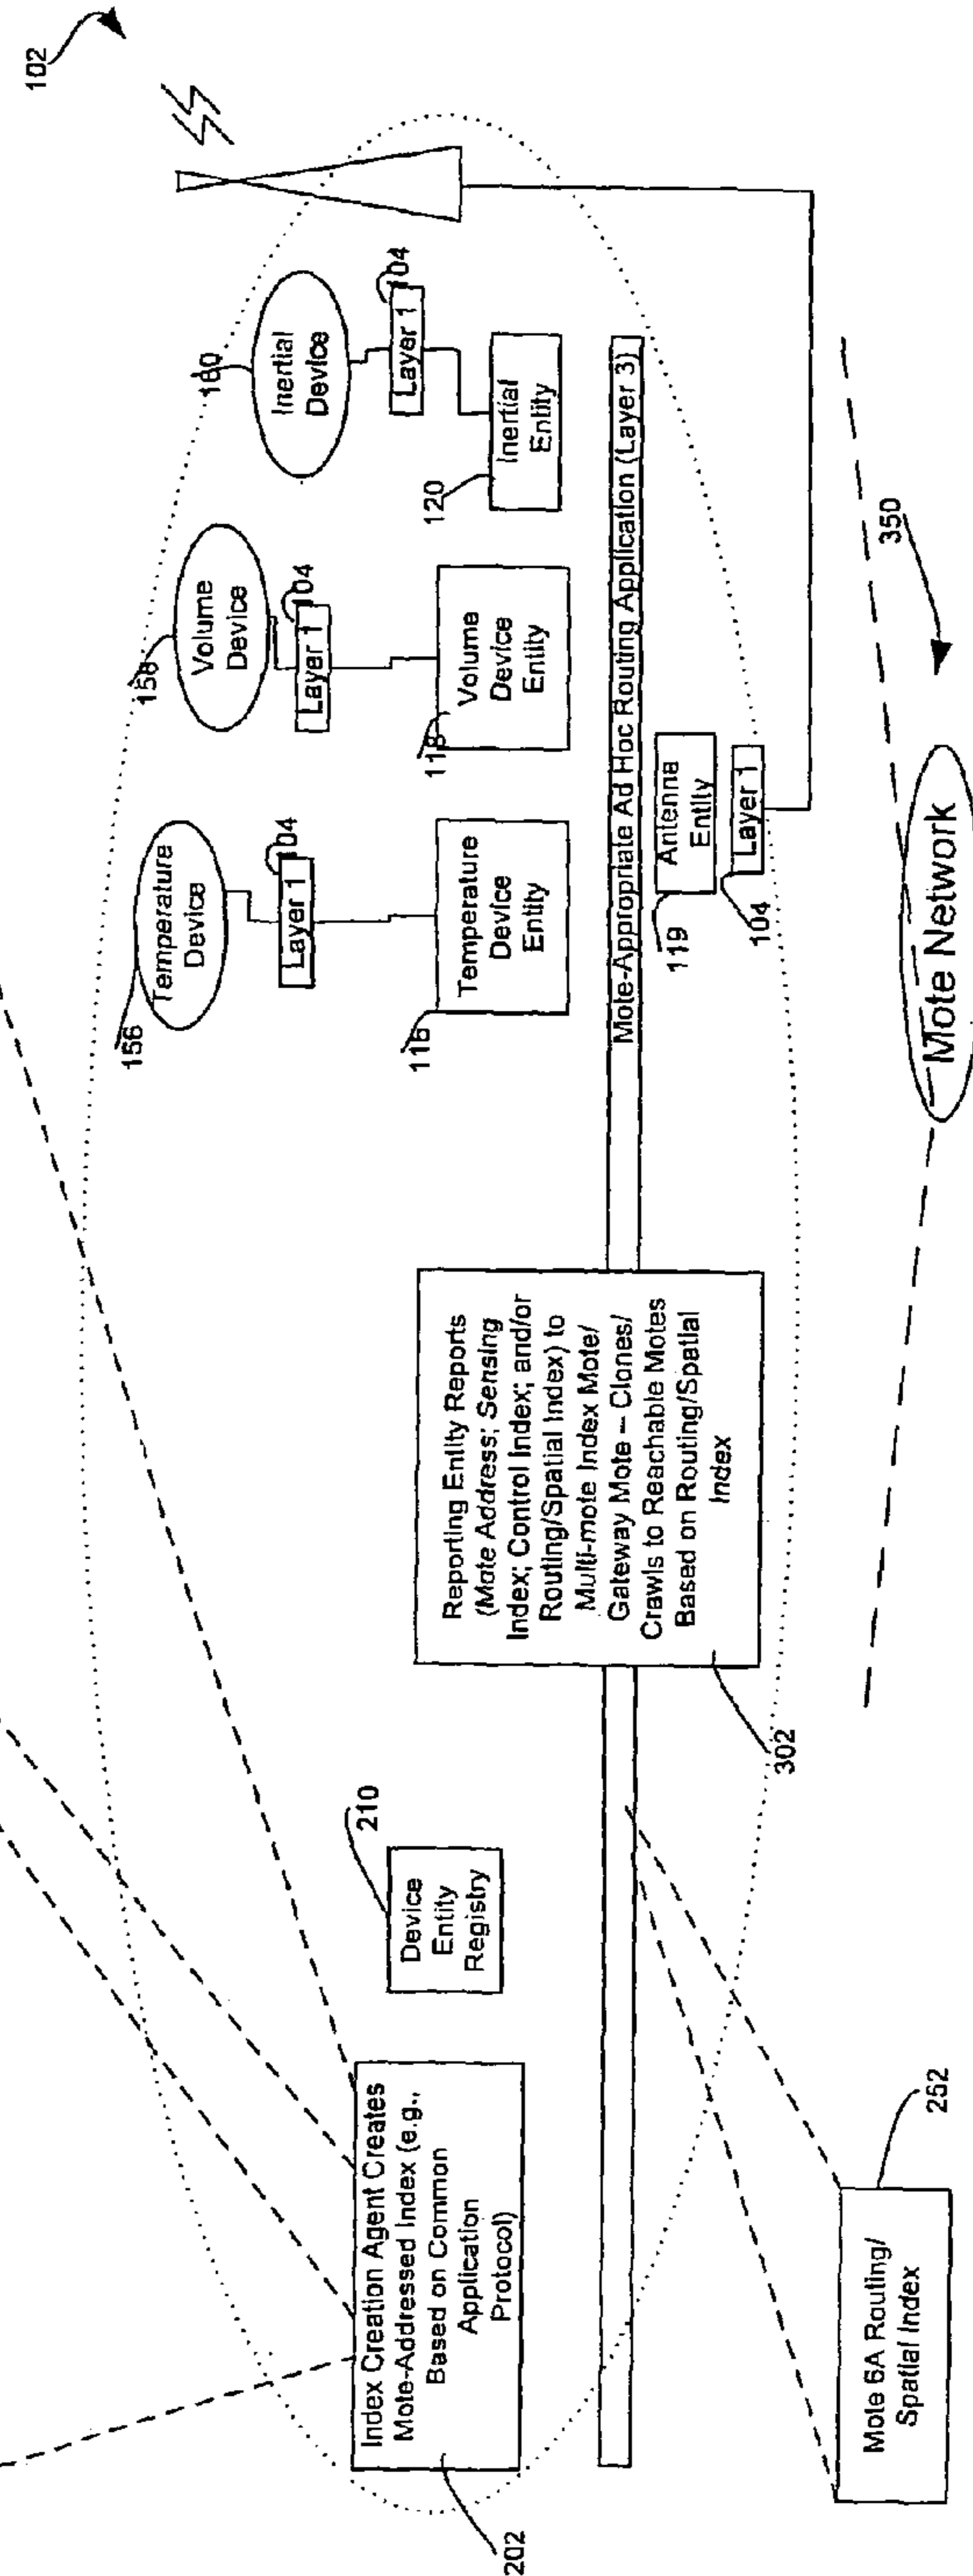 102
160
Inertial
Device
104
Layer 1
120
Inertial
Entity
158
Volume
Device
104
Layer 1
118
Volume
Device
Entity
156
Temperature
Device
104
Layer 1
116
Temperature
Device
Entity
Mote-Appropriate Ad Hoc Routing Application (Layer 3)
119
Antenna
Entity
104
Layer 1
350
Mote Network
Reporting Entity Reports
(Mote Address; Sensing
Index; Control Index; and/or
Routing/Spatial Index) to
Multi-mote Index Mote/
Gateway Mote – Clones/
Crawls to Reachable Motes
Based on Routing/Spatial
Index
302
210
Device
Entity
Registry
Index Creation Agent Creates
Mote-Addressed Index (e.g.,
Based on Common
Application
Protocol)
202
252
Mote 6A Routing/
Spatial Index